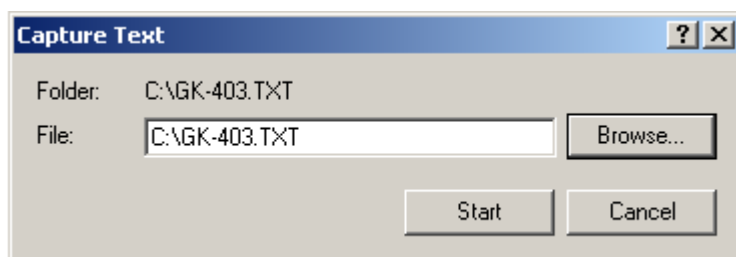 Capture Text
Folder: C:\GK-403.TXT
File: C:\GK-403.TXT Browse...
Start Cancel